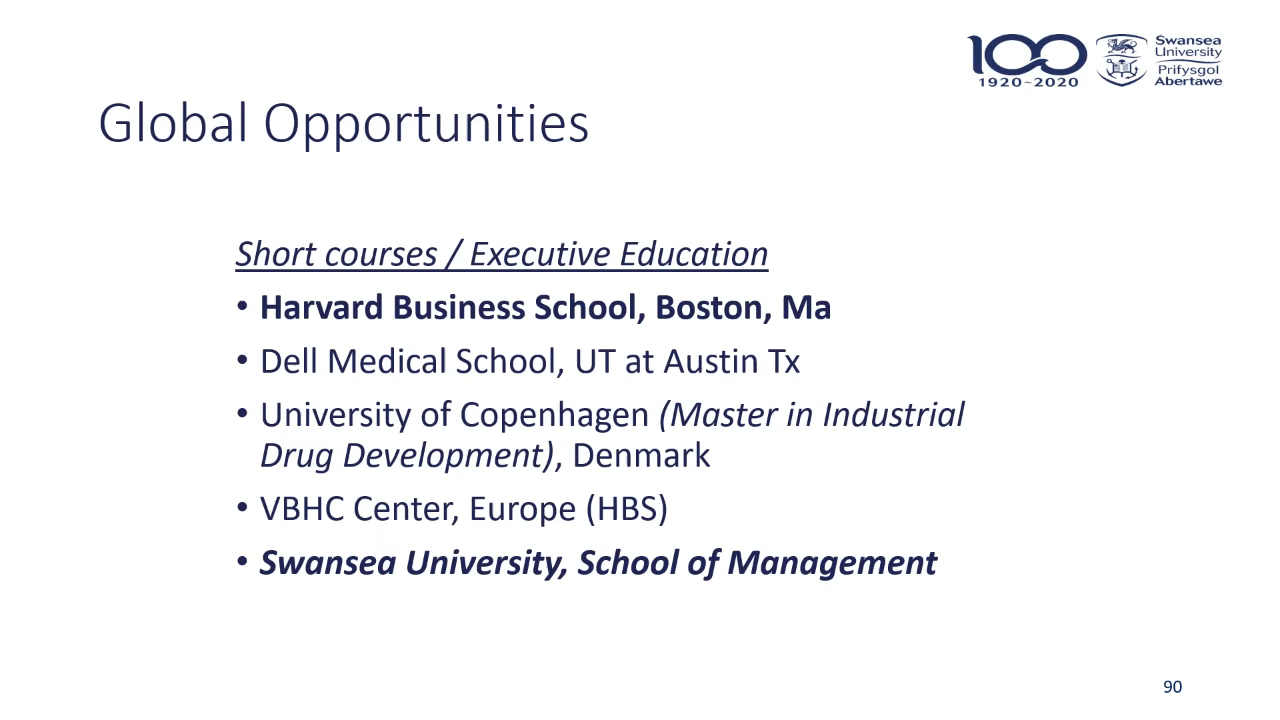 100
1920~2020
Swansea
University
Prifysgol
Abertawe
Global Opportunities
Short courses / Executive Education
• Harvard Business School, Boston, Ma
• Dell Medical School, UT at Austin Tx
• University of Copenhagen (Master in Industrial
Drug Development), Denmark
• VBHC Center, Europe (HBS)
• Swansea University, School of Management
90